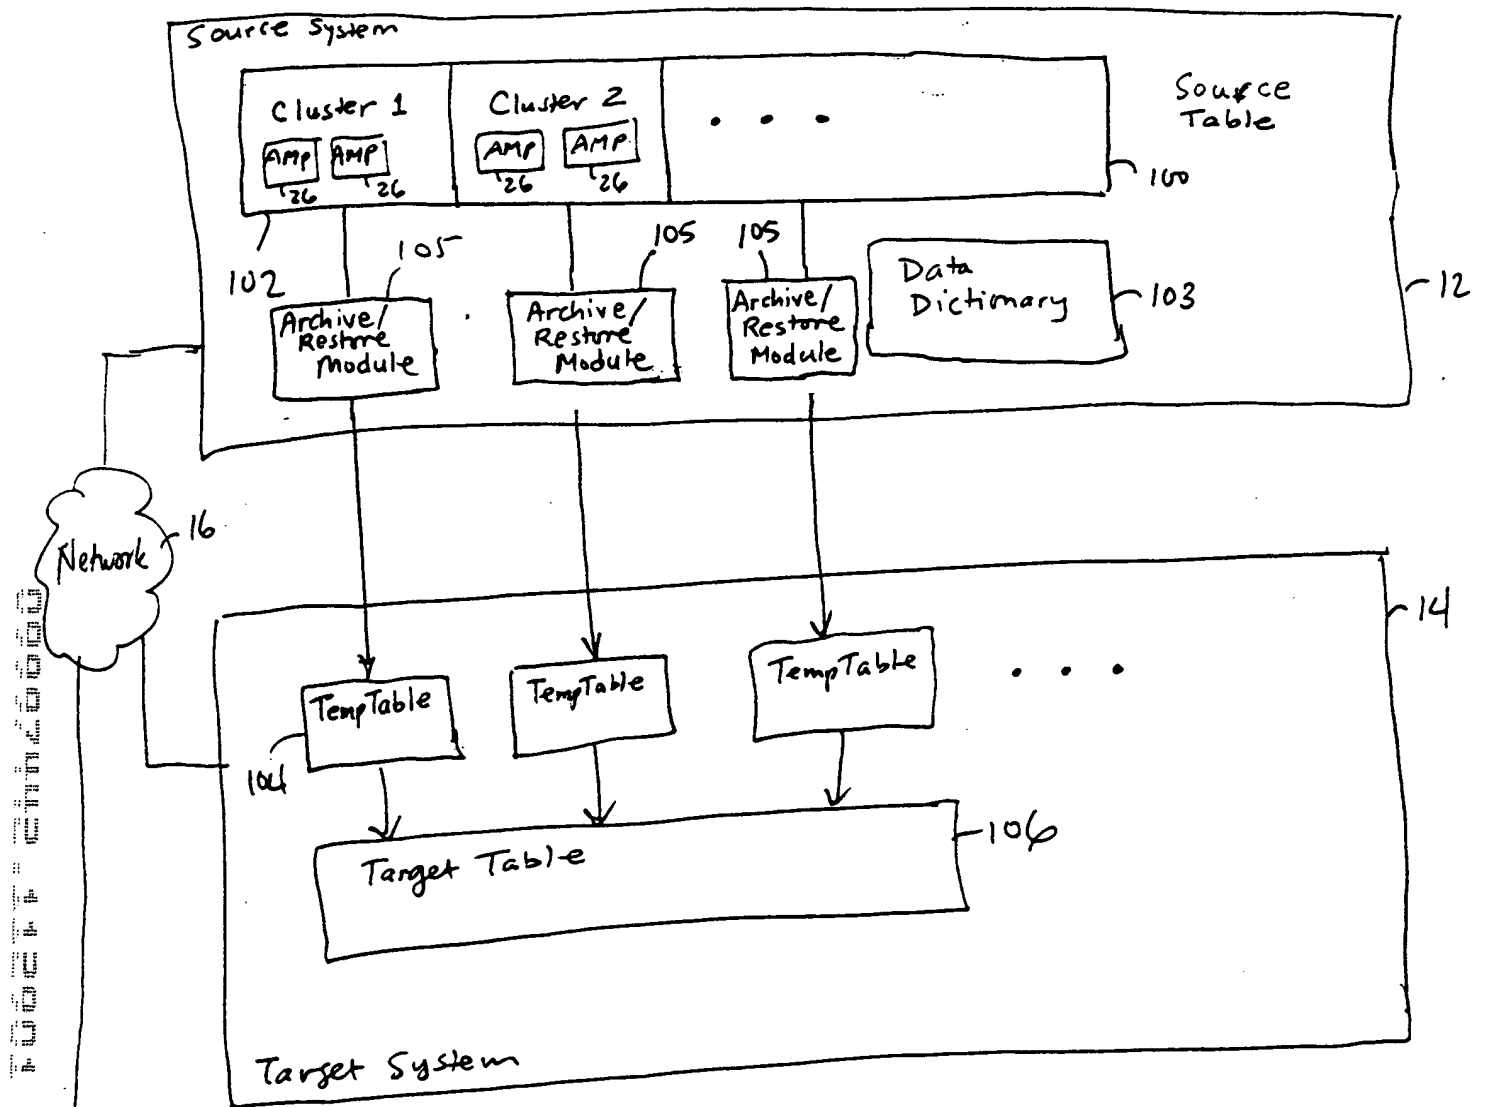 Source System
Cluster 1
AMP
AMP
26
26
Cluster 2
AMP
AMP
26
26
• • •
Source
Table
100
102
105
105
105
Archive/
Restore
Module
Archive/
Restore
Module
Archive/
Restore
Module
Data
Dictionary
103
12
Network
16
14
TempTable
TempTable
TempTable
• • •
104
Target Table
106
Target System